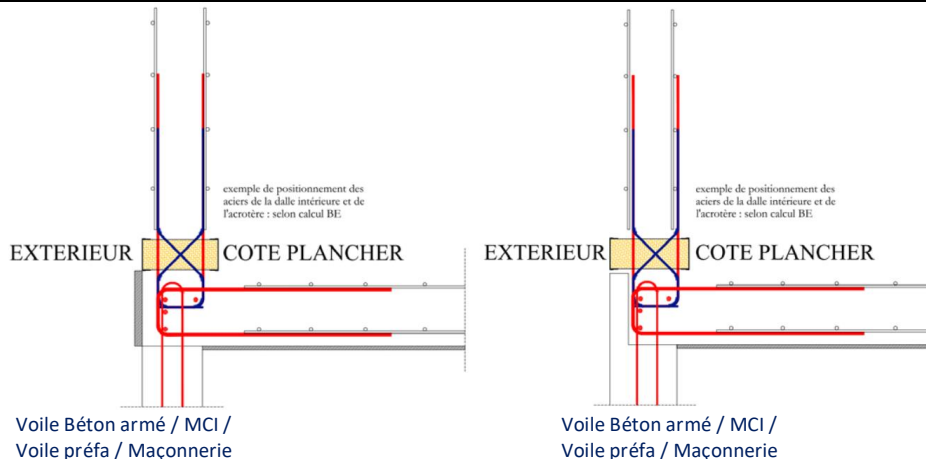 exemple de positionnement des
aciers de la dalle intérieure et de
l'acrotère : selon calcul BE
EXTERIEUR COTE PLANCHER
Voile Béton armé / MCI /
Voile préfa / Maçonnerie
exemple de positionnement des
aciers de la dalle intérieure et de
l'acrotère : selon calcul BE
EXTERIEUR COTE PLANCHER
Voile Béton armé / MCI /
Voile préfa / Maçonnerie